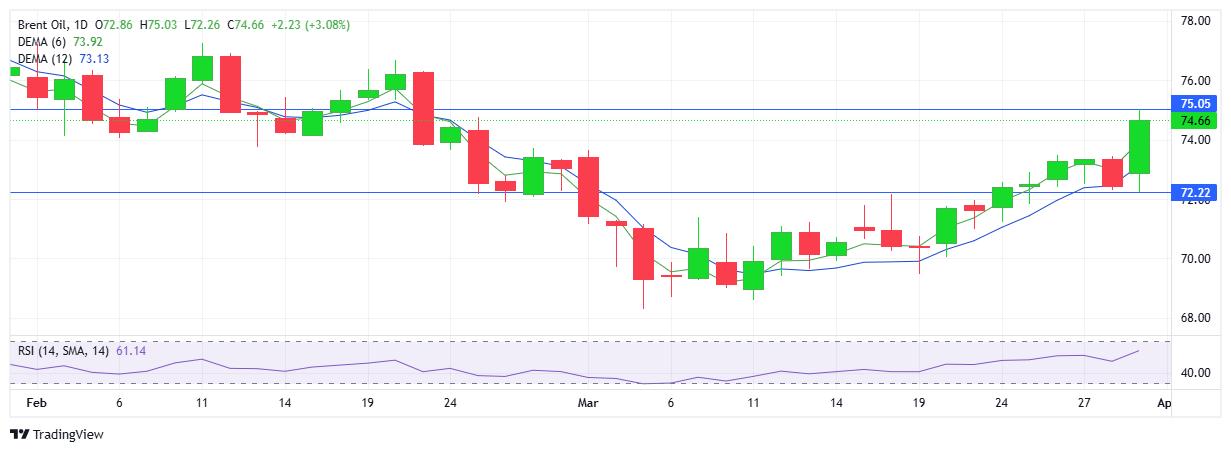 Brent Oil, 1D O72.86 H75.03 L72.26 C74.66 +2.23 (+3.08%)
DEMA (6) 73.92
DEMA (12) 73.13
78.00
76.00
75.05
74.66
74.00
72.22
72.00
70.00
68.00
RSI (14, SMA, 14) 61.14
40.00
Feb 6 11 14 19 24 Mar 6 11 14 19 24 27 Ap
TradingView